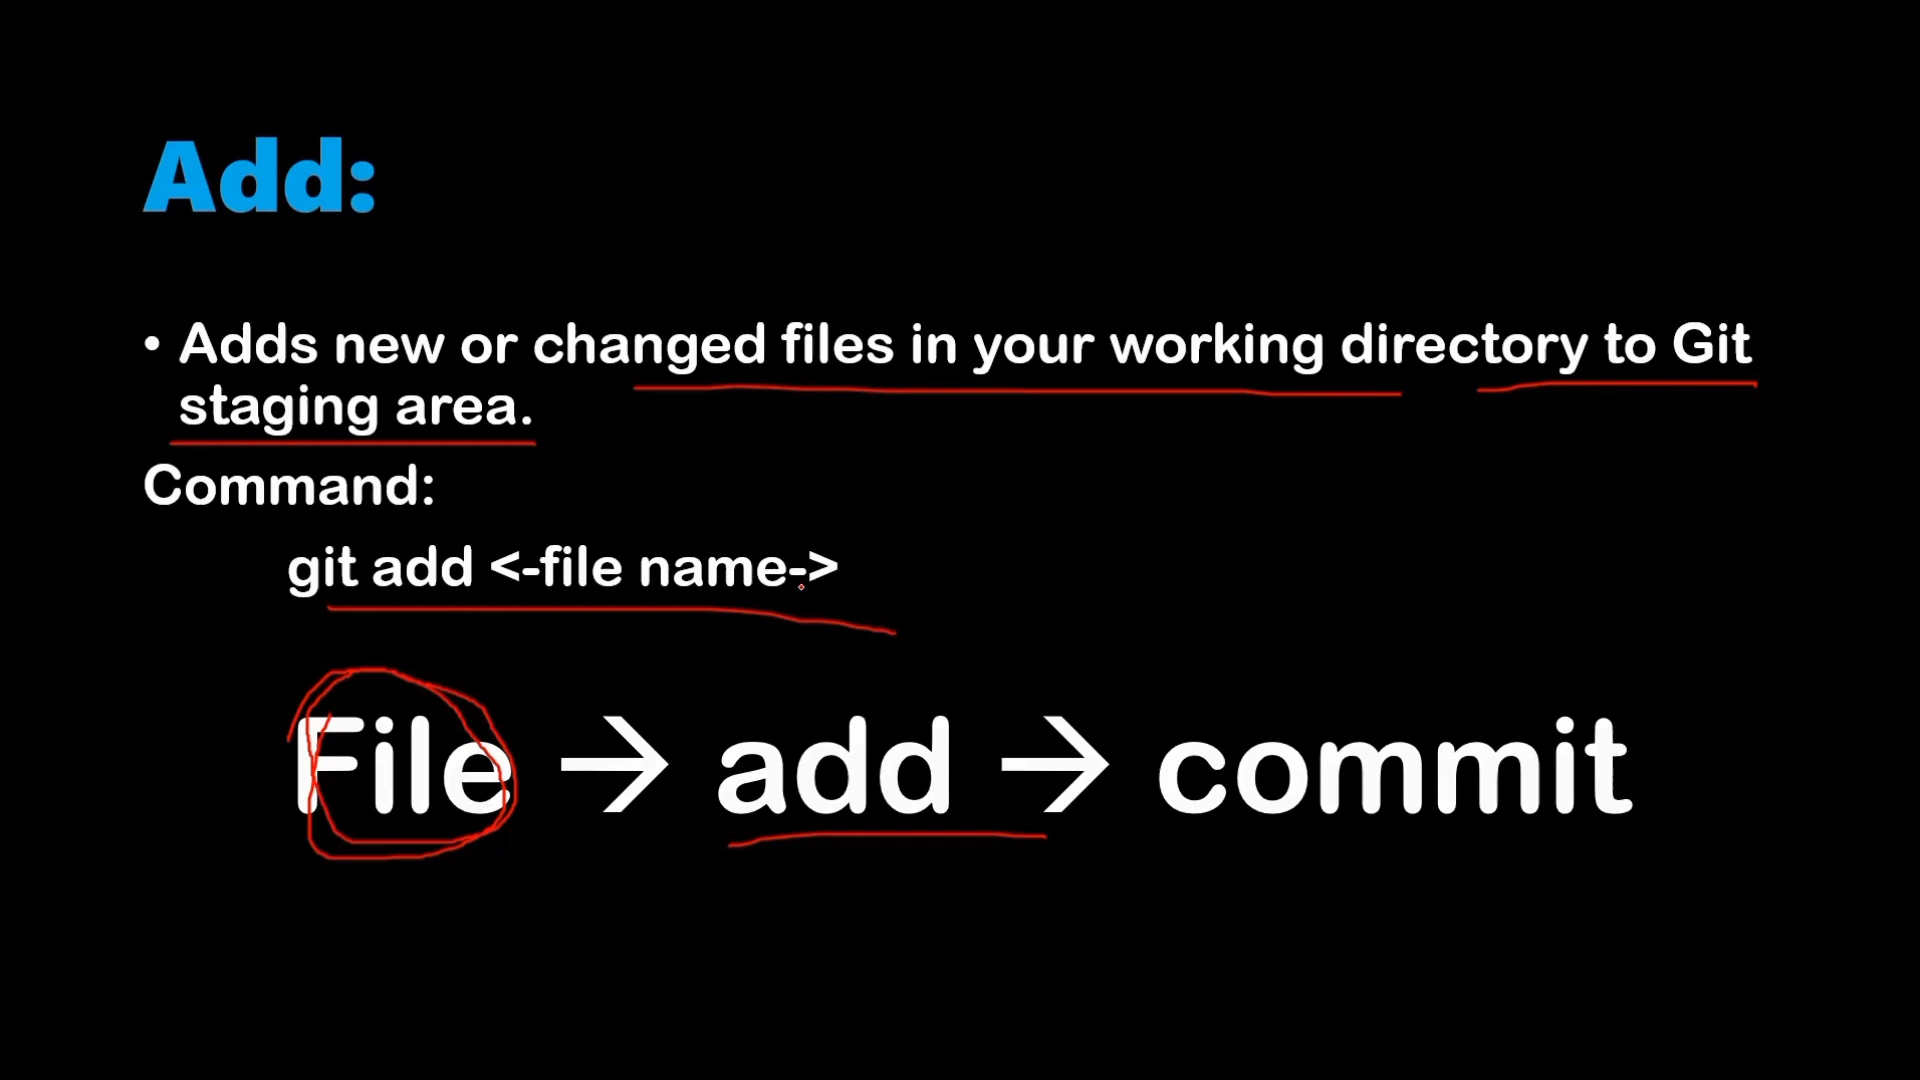 Add:
• Adds new or changed files in your working directory to Git
staging area.
Command:
git add <-file name->
File → add → commit